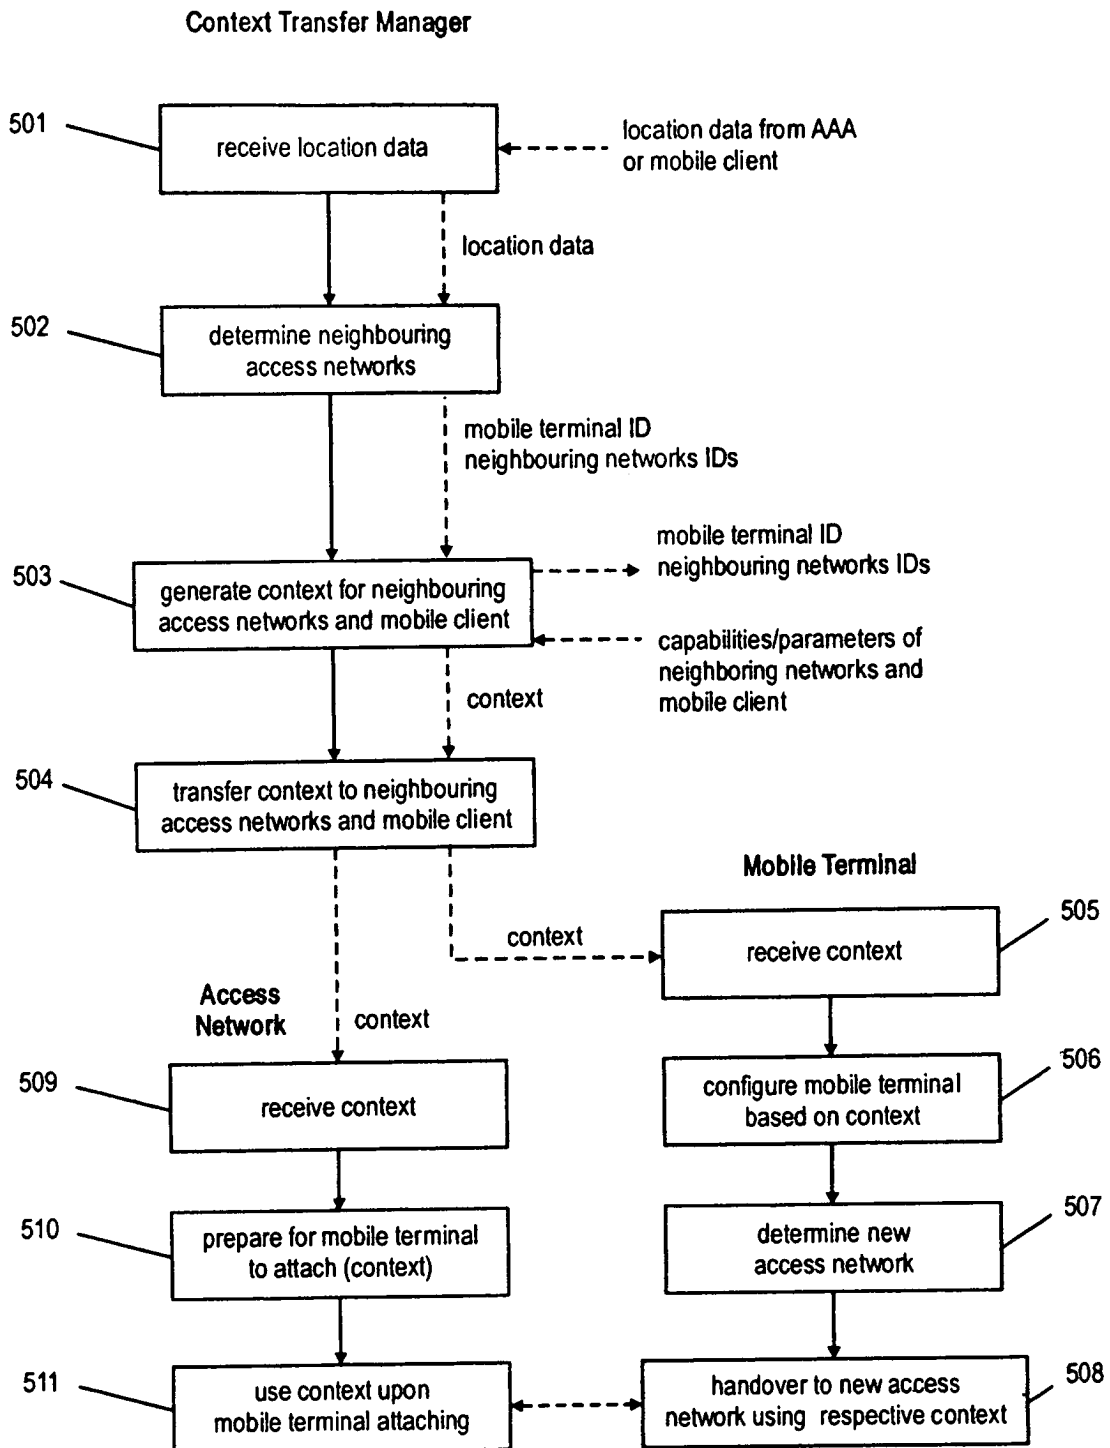 Context Transfer Manager
501
receive location data
location data from AAA
or mobile client
location data
502
determine neighbouring
access networks
mobile terminal ID
neighbouring networks IDs
503
generate context for neighbouring
access networks and mobile client
mobile terminal ID
neighbouring networks IDs
capabilities/parameters of
neighboring networks and
mobile client
context
504
transfer context to neighbouring
access networks and mobile client
Mobile Terminal
context
505
receive context
Access
Network
context
509
receive context
506
configure mobile terminal
based on context
510
prepare for mobile terminal
to attach (context)
507
determine new
access network
511
use context upon
mobile terminal attaching
508
handover to new access
network using respective context